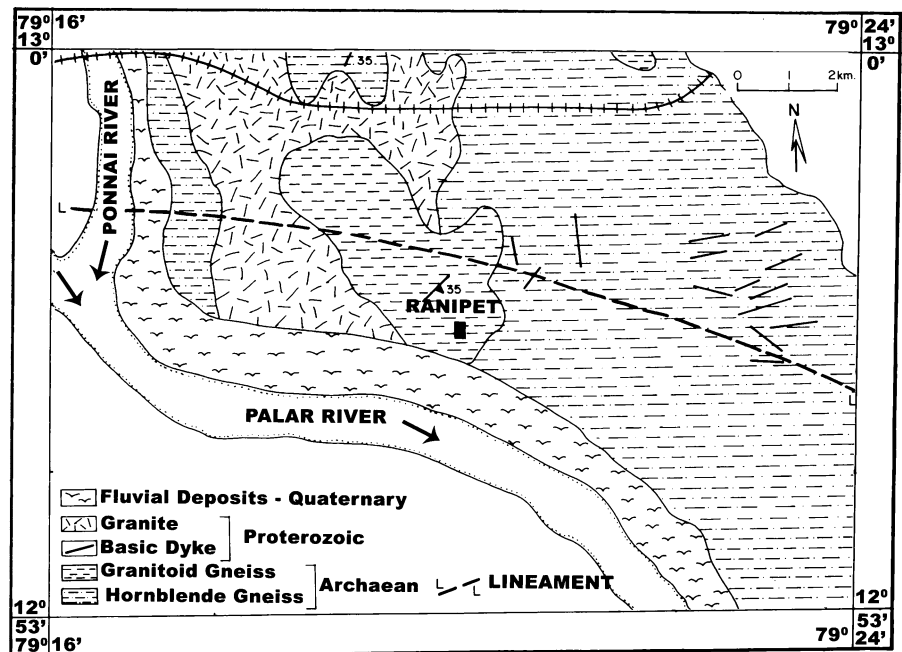 79° 16'
13°
0'
79° 24'
13°
0'
35
0 1 2 km.
N
PONNAI RIVER
L
35
RANIPET
L
PALAR RIVER
Fluvial Deposits - Quaternary
Granite
Basic Dyke
Proterozoic
Granitoid Gneiss
Hornblende Gneiss
Archaean
L L LINEAMENT
12°
53'
79° 16'
12°
53'
79° 24'